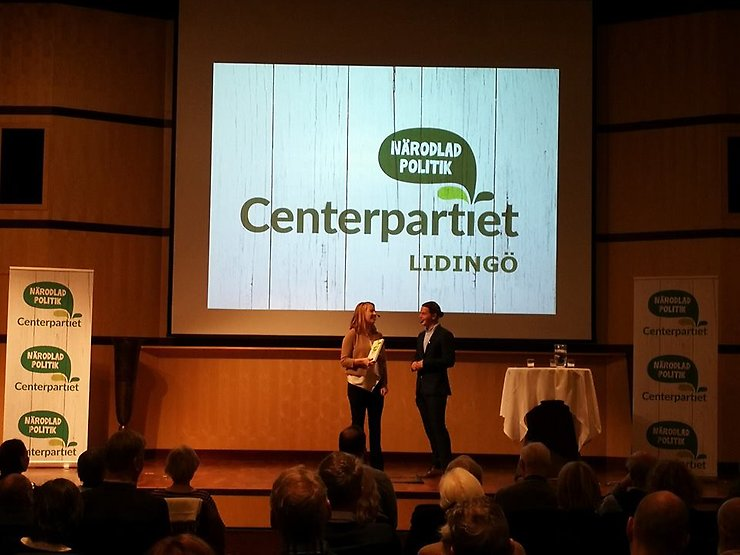 NÄRODLAD
POLITIK
Centerpartiet
LIDINGÖ
NÄRODLAD
POLITIK
Centerpartiet
NÄRODLAD
POLITIK
Centerpartiet
NÄRODLAD
POLITIK
Centerpartiet
NÄRODLAD
POLITIK
Centerpartiet
NÄRODLAD
POLITIK
Centerpartiet
NÄRODLAD
POLITIK
Centerpartiet